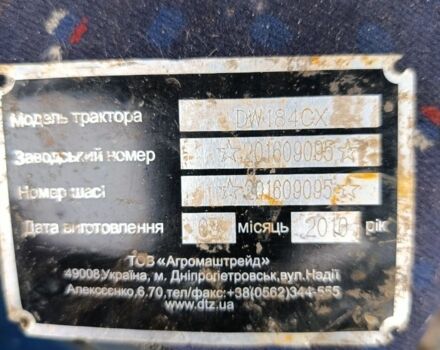 Модель трактора DW184CX
Заводський номер ☆201609095☆
Номер шасі ☆201609095☆
Дата виготовлення місяць 2016 рік
ТОВ «Агромаштрейд»
49008,Україна, м. Дніпропетровськ,вул.Надії
Алексєєнко,6,70,тел/факс:+38(0562)344-555
www.dtz.ua